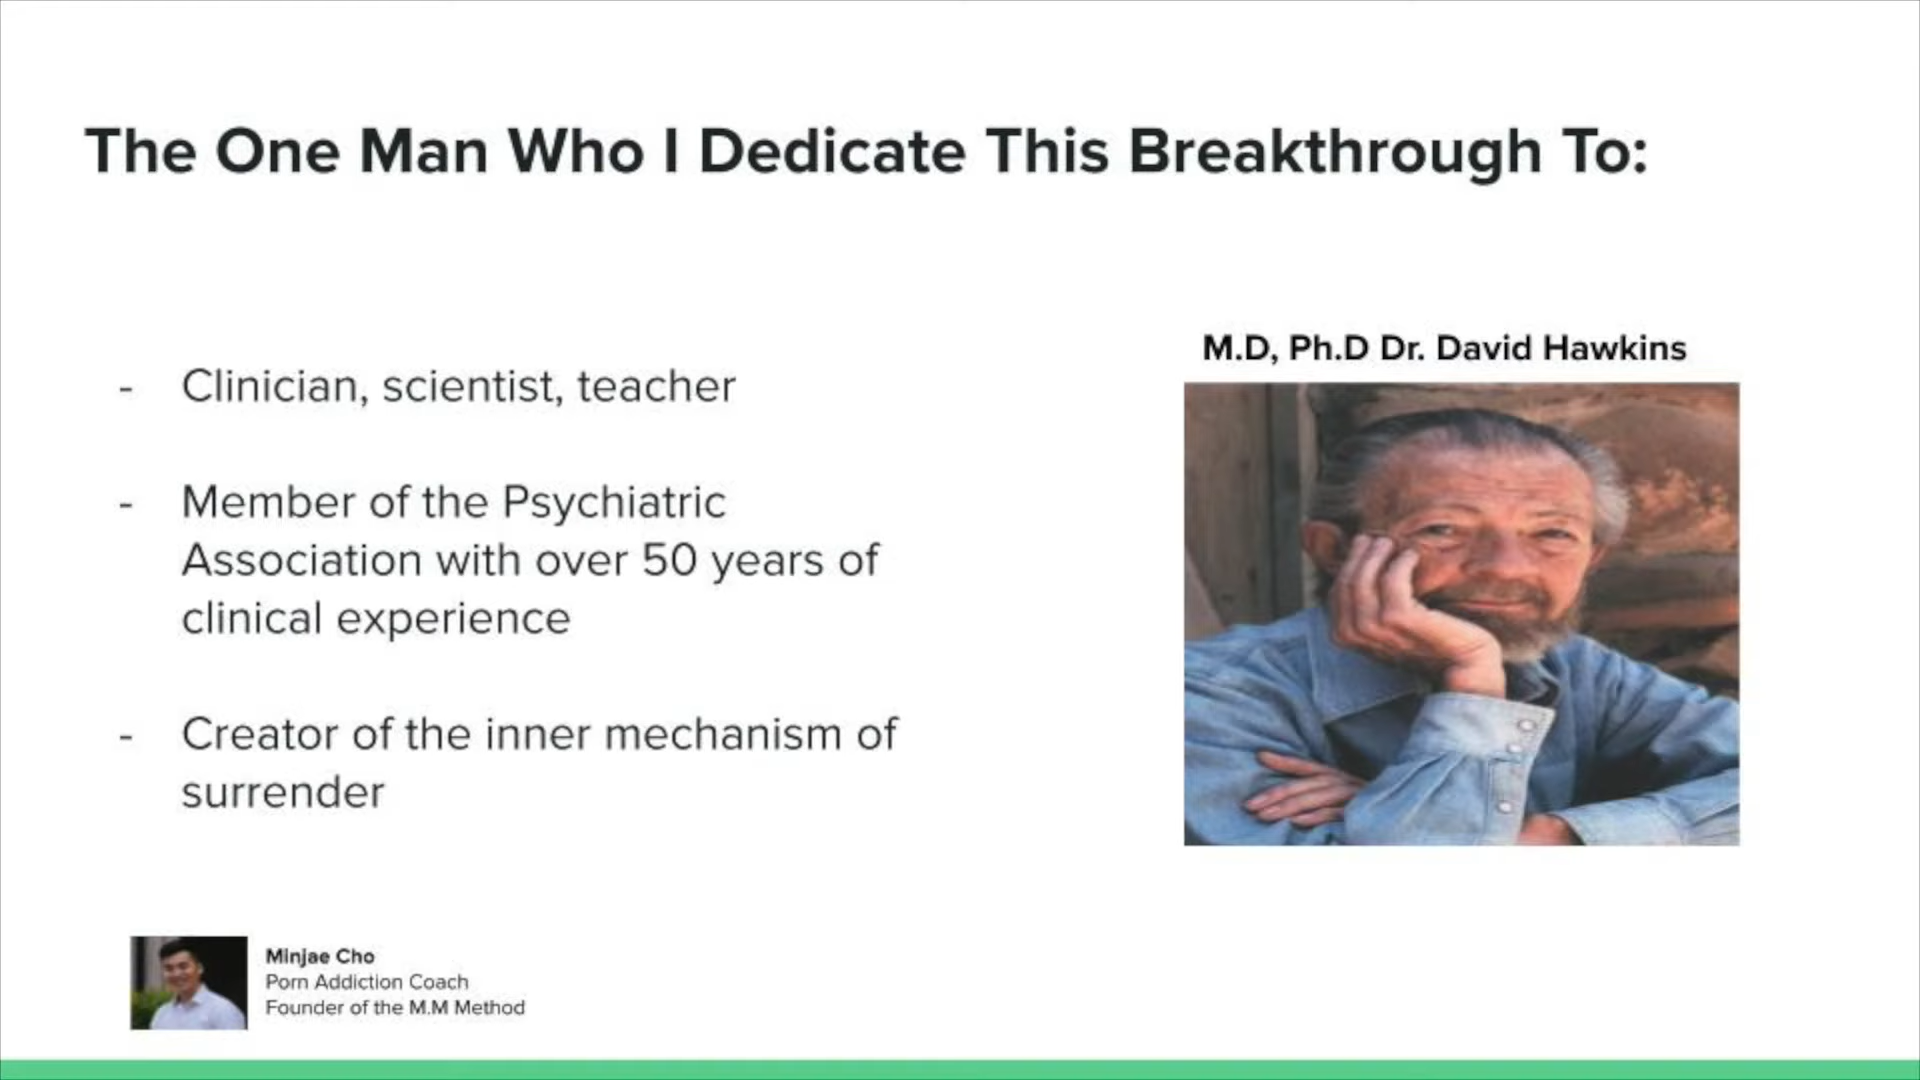 The One Man Who I Dedicate This Breakthrough To:
M.D, Ph.D Dr. David Hawkins
- Clinician, scientist, teacher
- Member of the Psychiatric
Association with over 50 years of
clinical experience
- Creator of the inner mechanism of
surrender
Minjae Cho
Porn Addiction Coach
Founder of the M.M Method